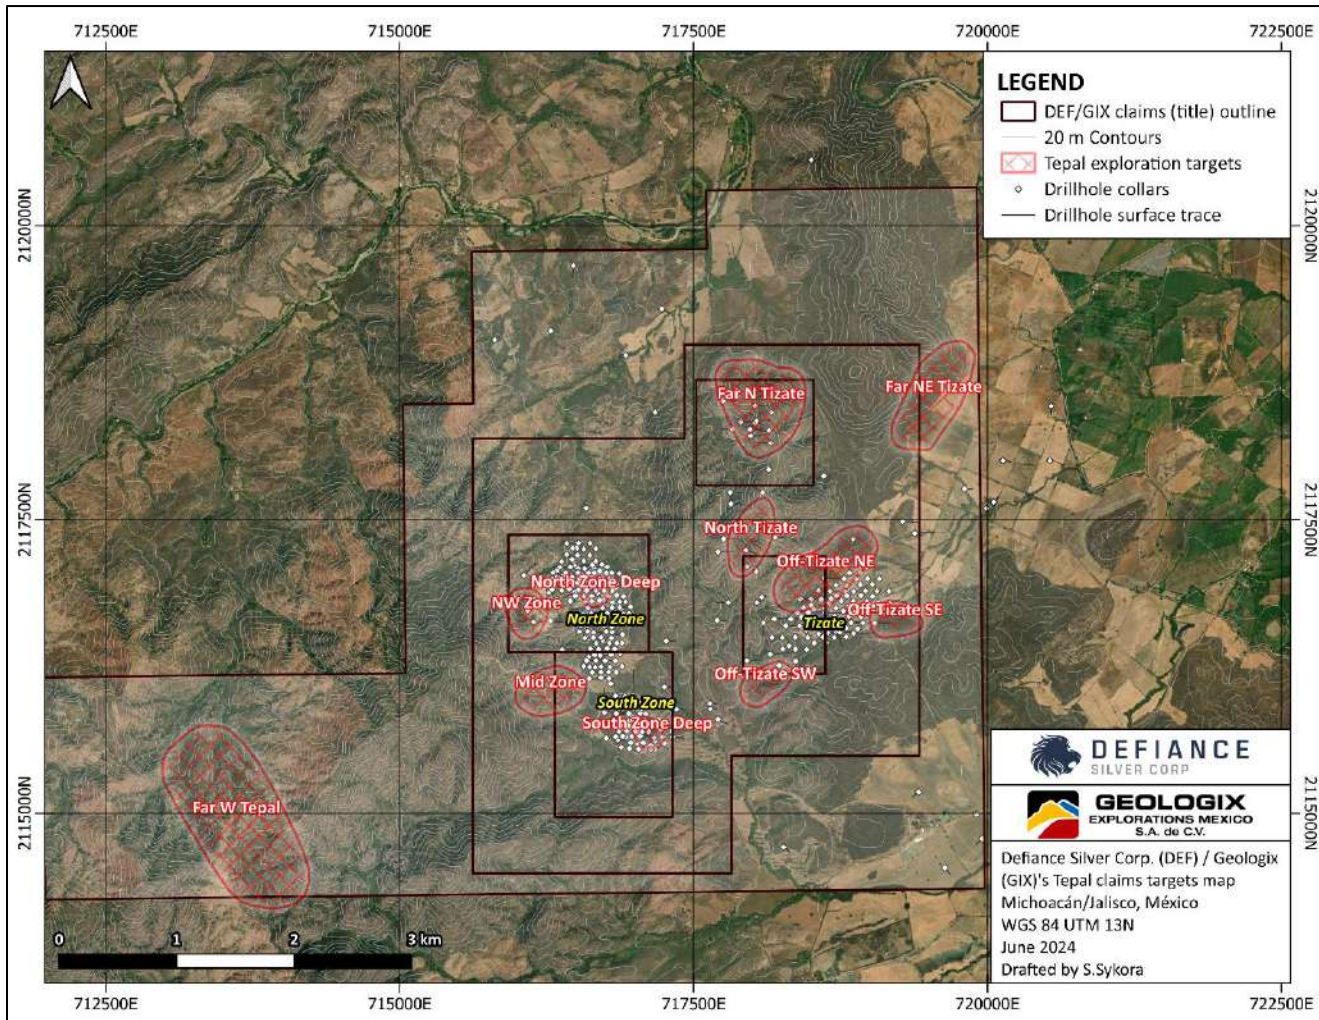 712500E 715000E 717500E 720000E 722500E
LEGEND
DEF/GIX claims (title) outline
20 m Contours
Tepal exploration targets
Drillhole collars
Drillhole surface trace
2120000N
2120000N
Far N Tizate
Far NE Tizate
2117500N
2117500N
North Tizate
Off-Tizate NE
North Zone Deep
NW Zone
Off-Tizate SE
North Zone
Tizate
Off-Tizate SW
Mid Zone
South Zone
South Zone Deep
DEFIANCE
SILVER CORP
Far W Tepal
GEOLOGIX
EXPLORATIONS MEXICO
S.A. de C.V.
2115000N
2115000N
Defiance Silver Corp. (DEF) / Geologix
(GIX)'s Tepal claims targets map
Michoacán/Jalisco, México
WGS 84 UTM 13N
June 2024
Drafted by S.Sykora
0 1 2 3 km
712500E 715000E 717500E 720000E 722500E